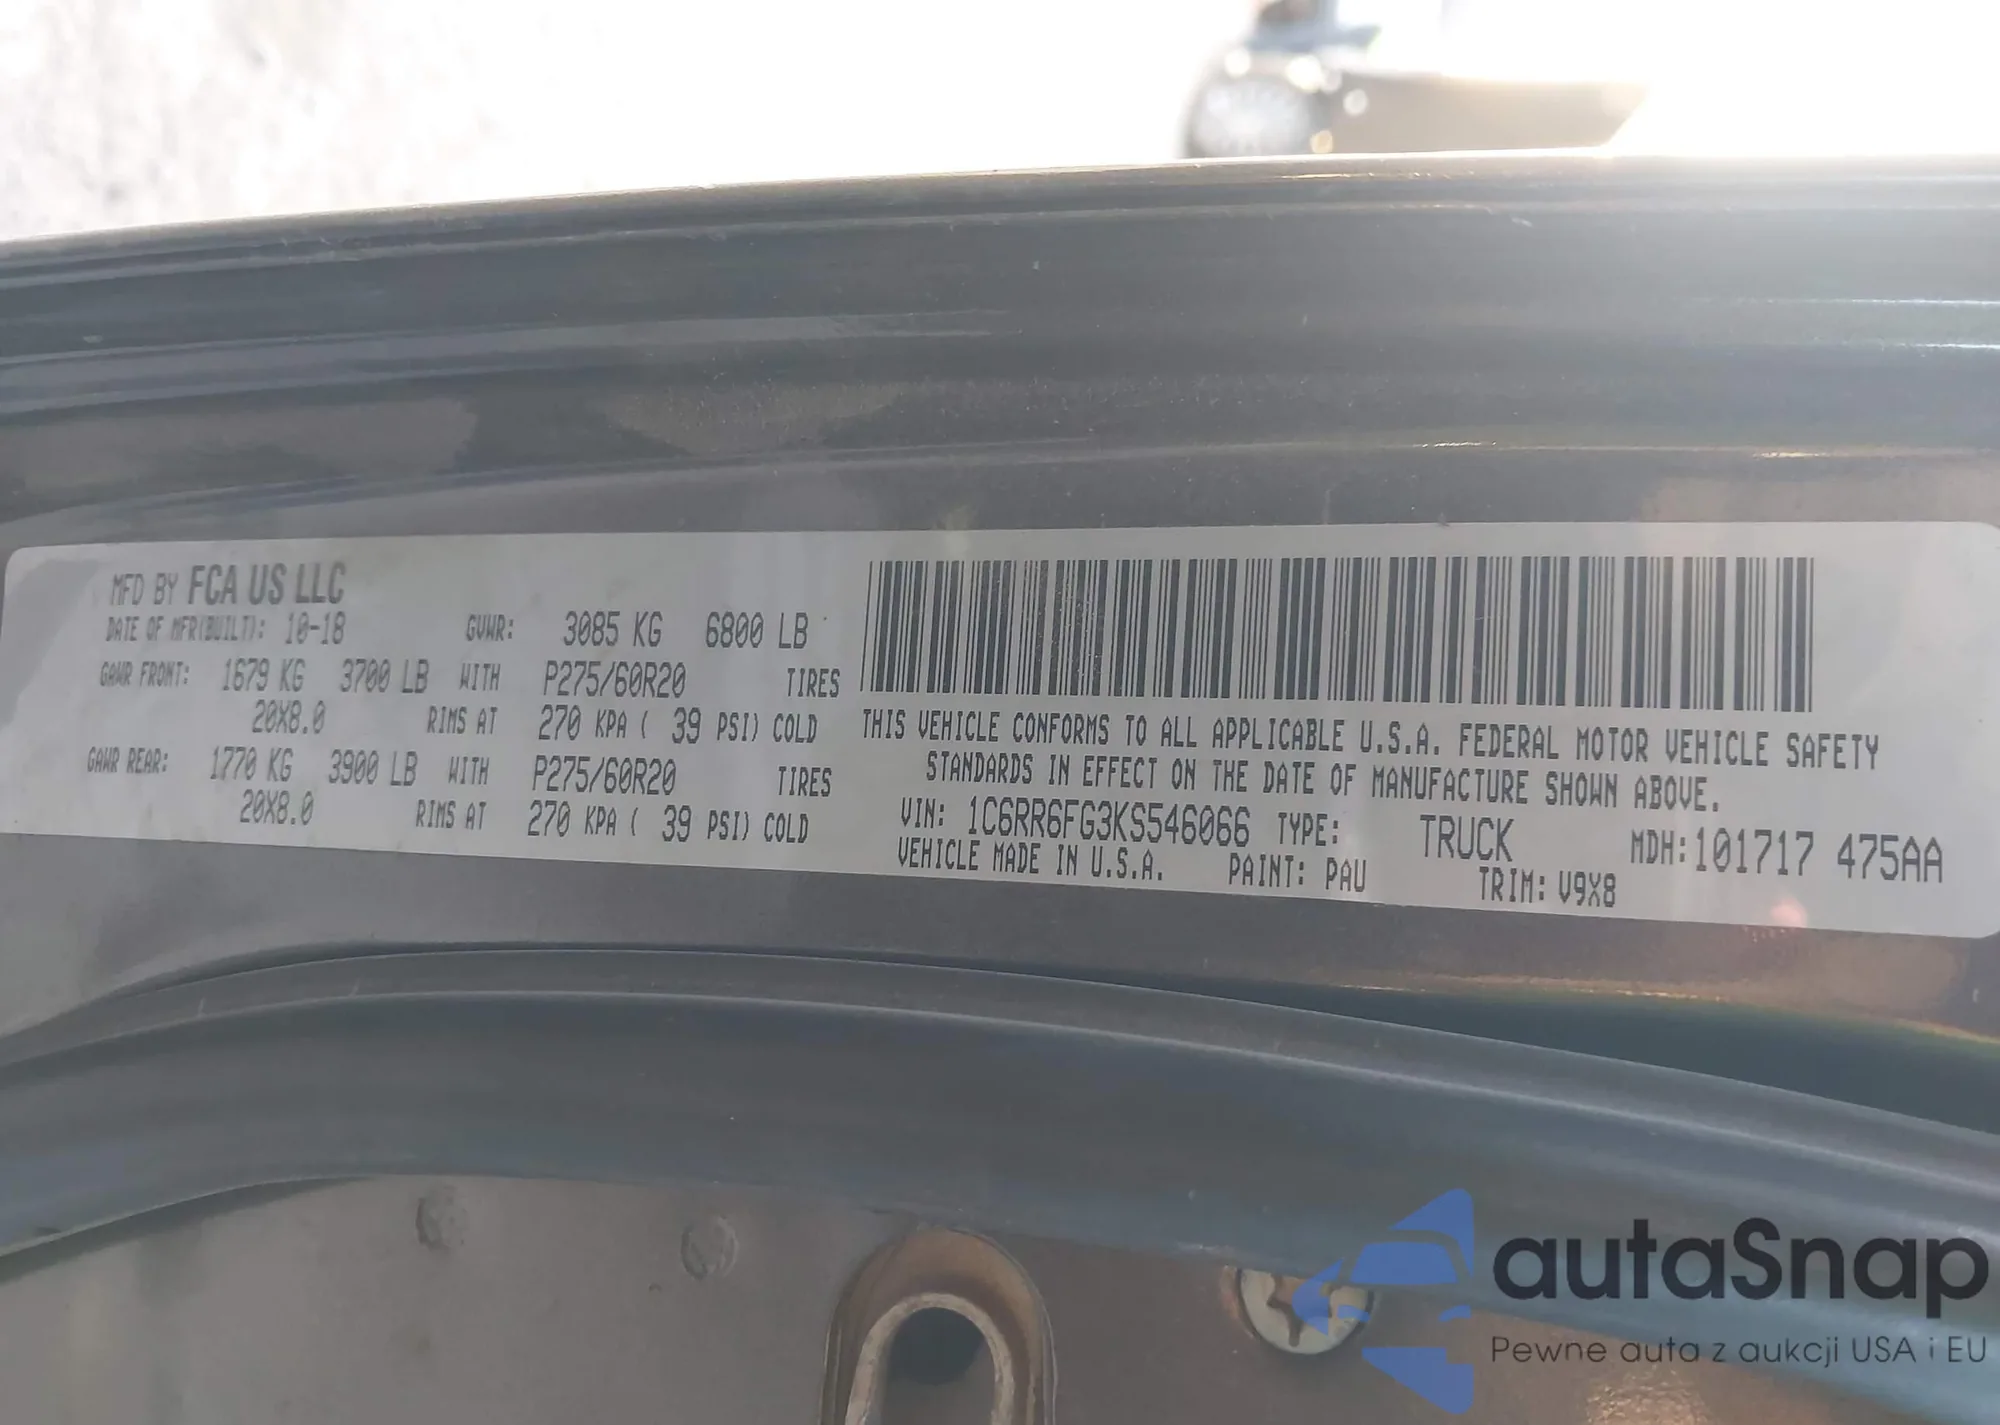 MFD BY FCA US LLC
DATE OF MFR(BUILT): 10-18 GVWR: 3085 KG 6800 LB
GAWR FRONT: 1679 KG 3700 LB WITH P275/60R20 TIRES
20X8.0 RIMS AT 270 KPA ( 39 PSI) COLD
GAWR REAR: 1770 KG 3900 LB WITH P275/60R20 TIRES
20X8.0 RIMS AT 270 KPA ( 39 PSI) COLD
THIS VEHICLE CONFORMS TO ALL APPLICABLE U.S.A. FEDERAL MOTOR VEHICLE SAFETY
STANDARDS IN EFFECT ON THE DATE OF MANUFACTURE SHOWN ABOVE.
VIN: 1C6RR6FG3KS546066 TYPE: TRUCK MDH: 101717 475AA
VEHICLE MADE IN U.S.A. PAINT: PAU TRIM: V9X8
autaSnap
Pewne auta z aukcji USA i EU